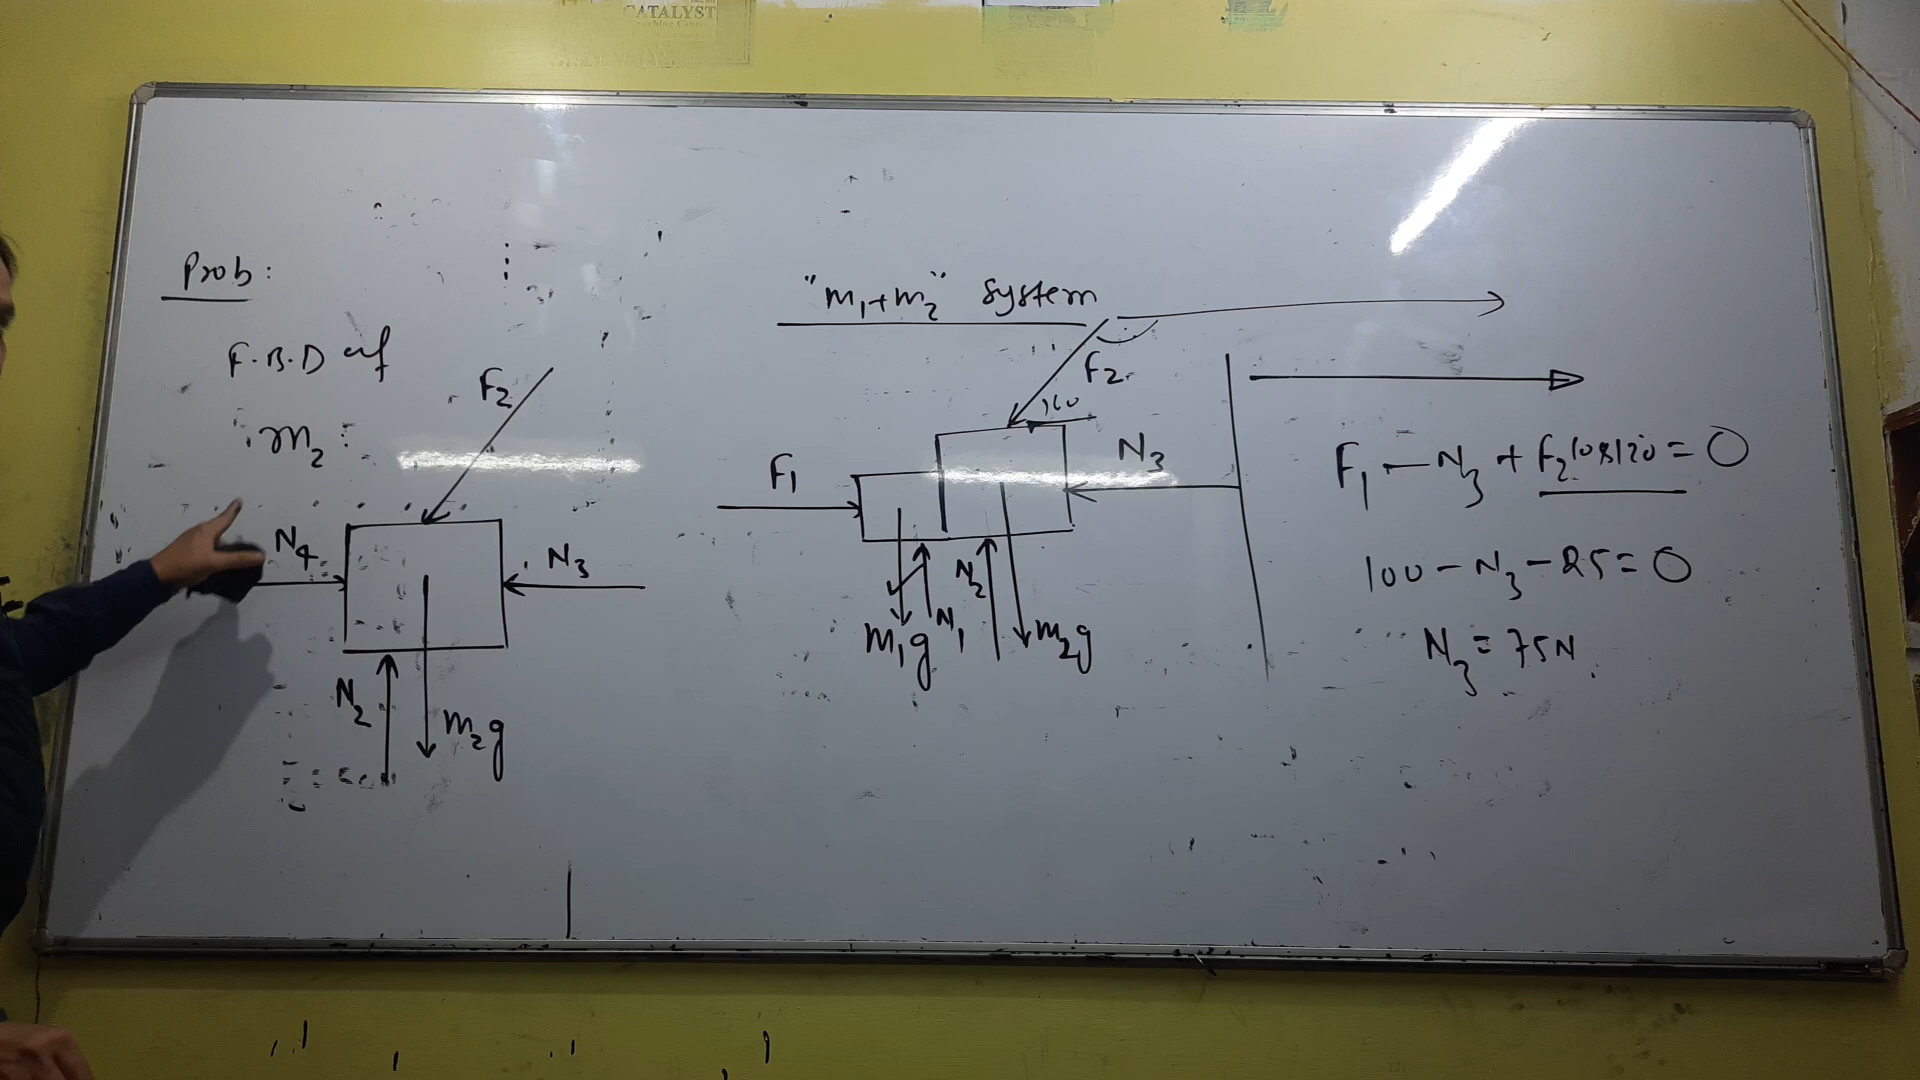 CATALYST
Prob:
F.B.D of
m₂:
F₂
N₄
N₃
N₂
m₂g
"m₁+m₂" system
F₂
F₁
N₃
N₂
N₁
m₁g
m₂g
F₁ - N₃ + F₂cos120 = 0
100 - N₃ - 25 = 0
N₃ = 75N.